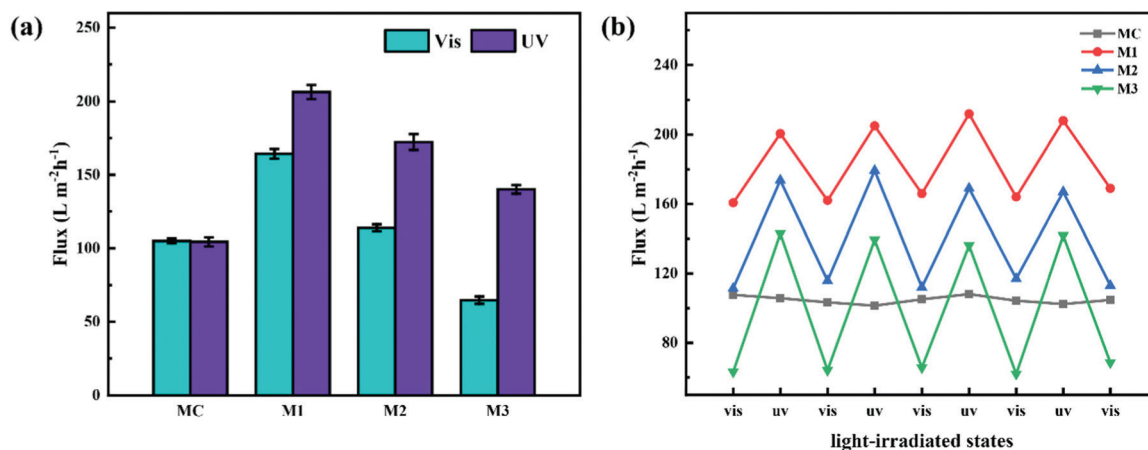 (a)
250
200
150
100
50
0
Flux (L m⁻²h⁻¹)
Vis UV
MC M1 M2 M3
(b)
240
200
160
120
80
Flux (L m⁻²h⁻¹)
MC
M1
M2
M3
vis uv vis uv vis uv vis uv vis
light-irradiated states